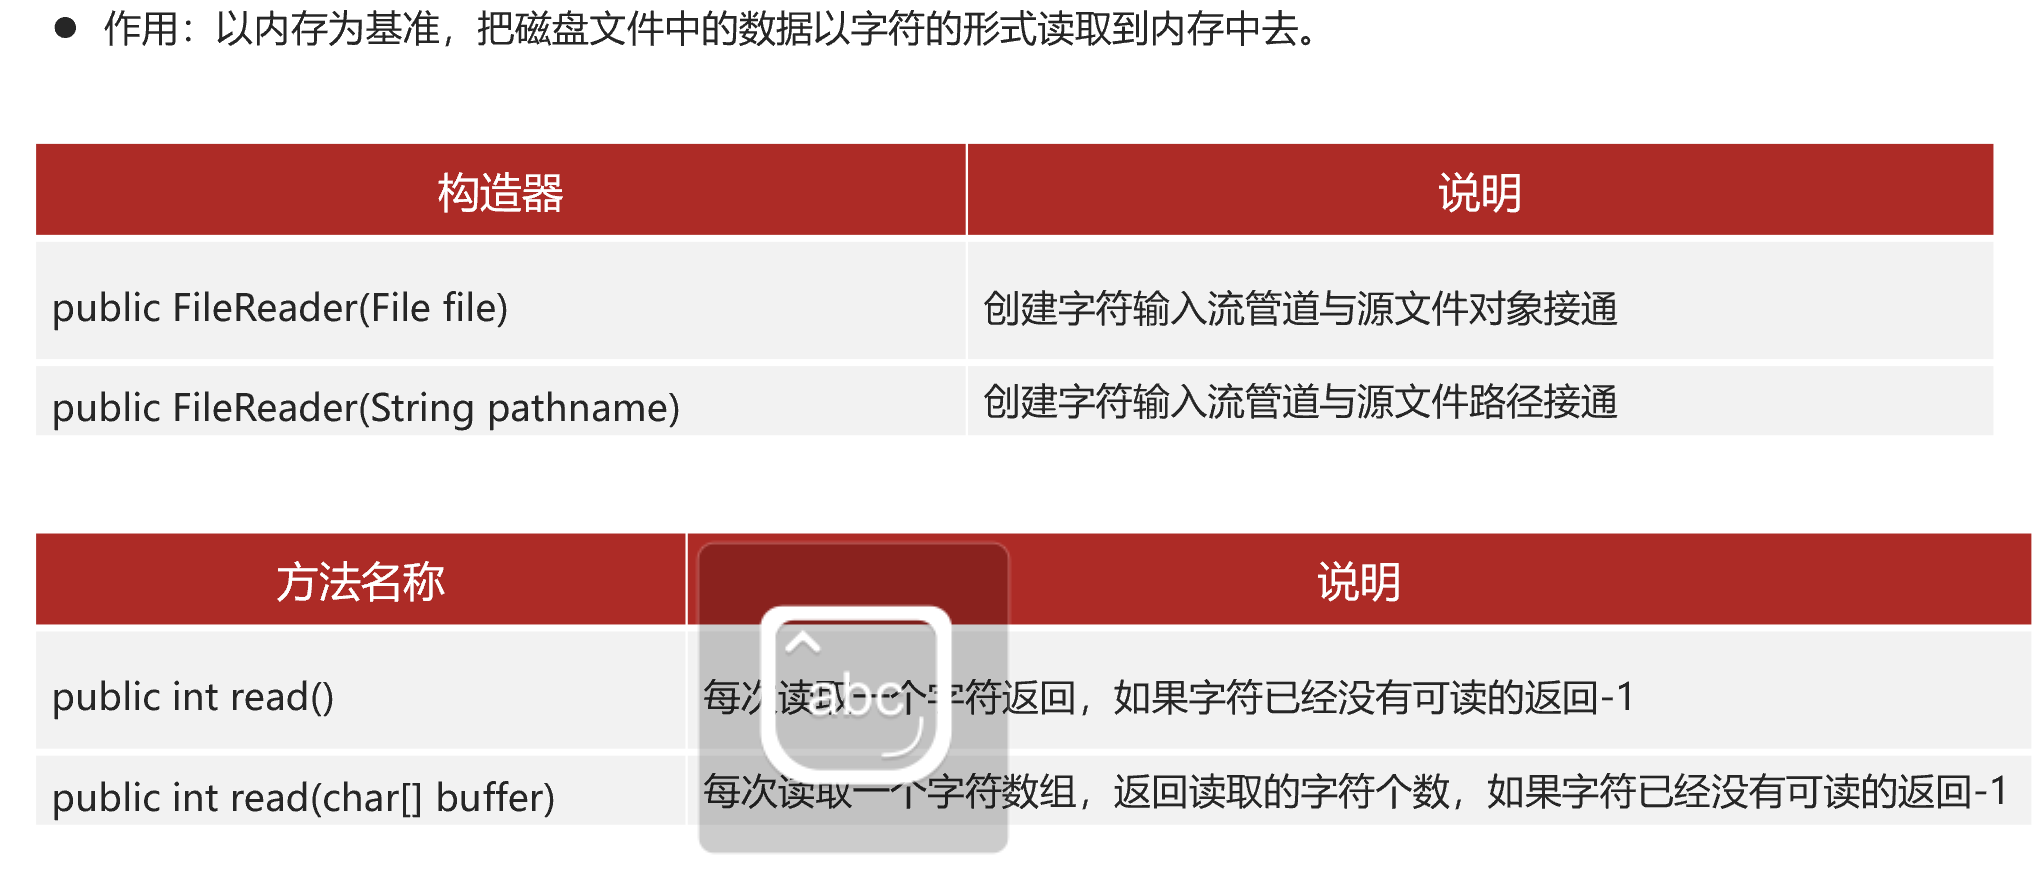 ● 作用：以内存为基准，把磁盘文件中的数据以字符的形式读取到内存中去。
构造器 说明
public FileReader(File file) 创建字符输入流管道与源文件对象接通
public FileReader(String pathname) 创建字符输入流管道与源文件路径接通
方法名称 说明
public int read() 每次读取一个字符返回，如果字符已经没有可读的返回-1
abc
public int read(char[] buffer) 每次读取一个字符数组，返回读取的字符个数，如果字符已经没有可读的返回-1